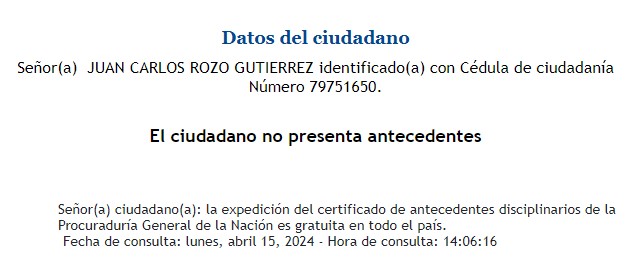 Datos del ciudadano
Señor(a)  JUAN CARLOS ROZO GUTIERREZ identificado(a) con Cédula de ciudadanía
Número 79751650.
El ciudadano no presenta antecedentes
Señor(a) ciudadano(a): la expedición del certificado de antecedentes disciplinarios de la
Procuraduría General de la Nación es gratuita en todo el país.
Fecha de consulta: lunes, abril 15, 2024 - Hora de consulta: 14:06:16